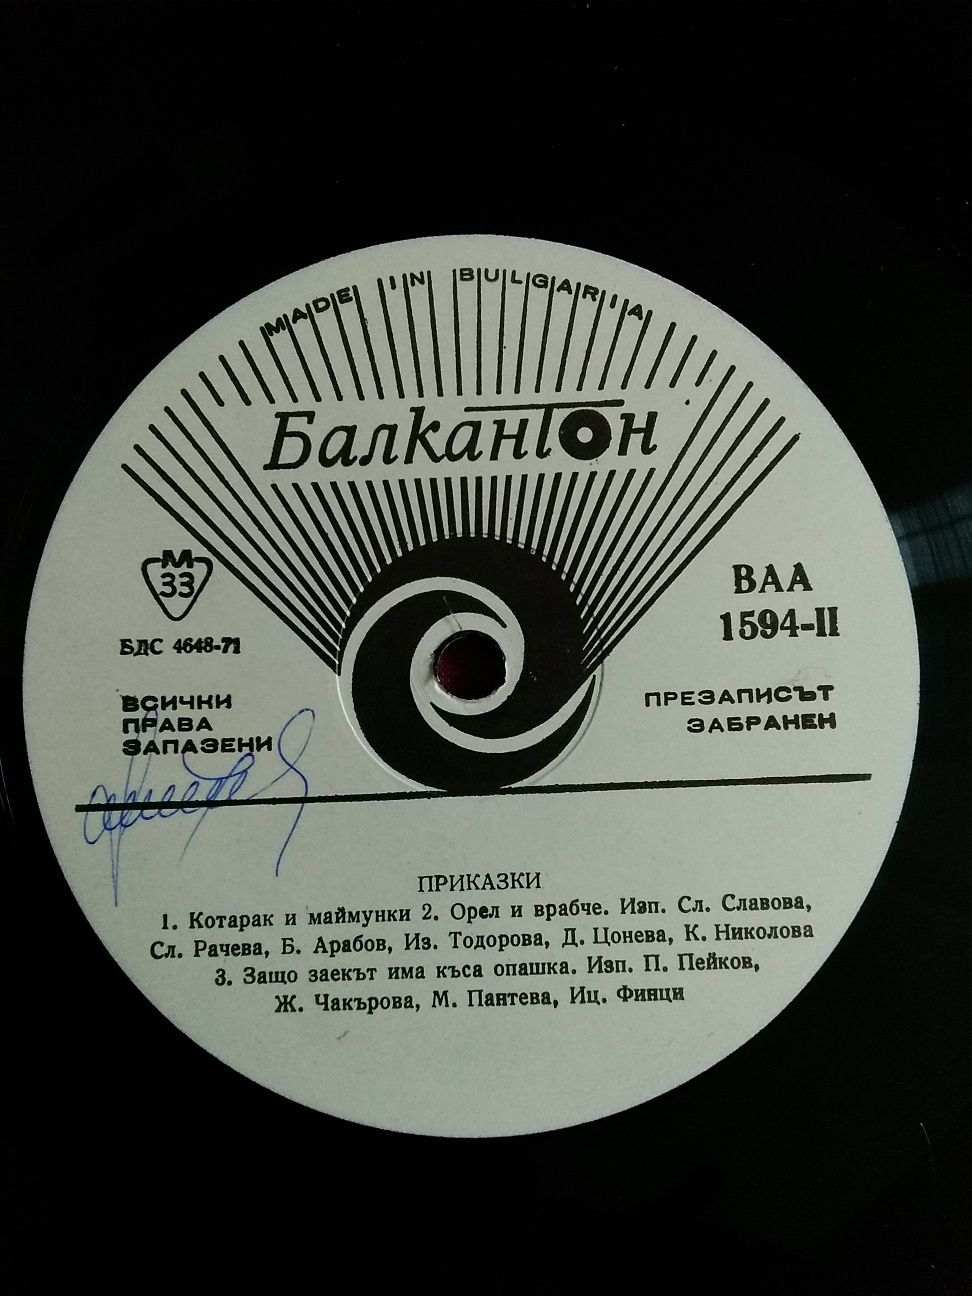 MADE IN BULGARIA
Балкантон
М
33
БДС 4648-71
ВАА
1594-II
ВСИЧКИ
ПРАВА
ЗАПАЗЕНИ
ПРЕЗАПИСЪТ
ЗАБРАНЕН
ПРИКАЗКИ
1. Котарак и маймунки 2. Орел и врабче. Изп. Сл. Славова,
Сл. Рачева, Б. Арабов, Из. Тодорова, Д. Цонева, К. Николова
3. Защо заекът има къса опашка. Изп. П. Пейков,
Ж. Чакърова, М. Пантева, Иц. Финци